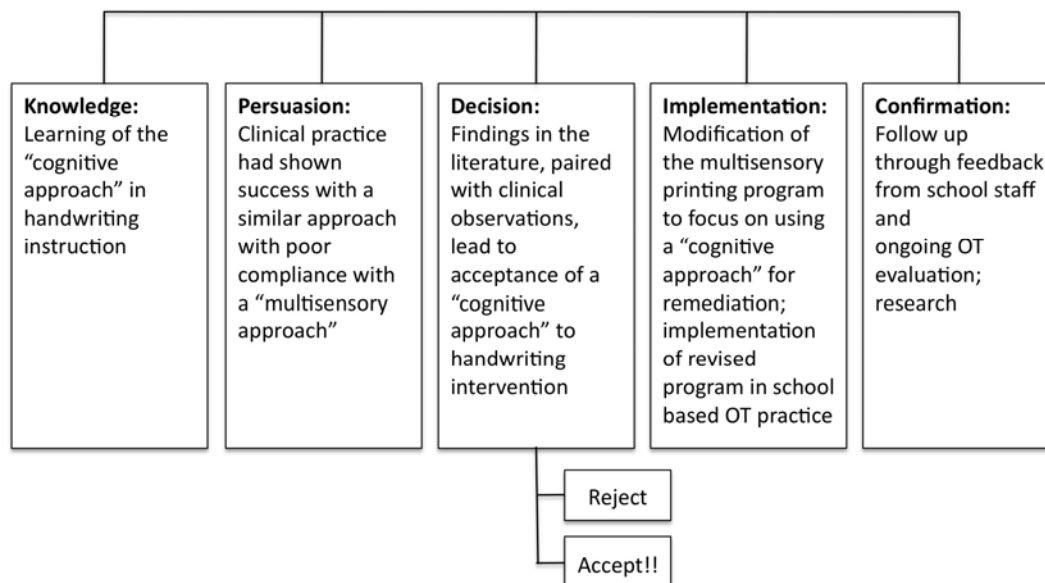 Knowledge:
Learning of the
“cognitive
approach” in
handwriting
instruction
Persuasion:
Clinical practice
had shown
success with a
similar approach
with poor
compliance with
a “multisensory
approach”
Decision:
Findings in the
literature, paired
with clinical
observations,
lead to
acceptance of a
“cognitive
approach” to
handwriting
intervention
Implementation:
Modification of
the multisensory
printing program
to focus on using
a “cognitive
approach” for
remediation;
implementation
of revised
program in school
based OT practice
Confirmation:
Follow up
through feedback
from school staff
and
ongoing OT
evaluation;
research
Reject
Accept!!